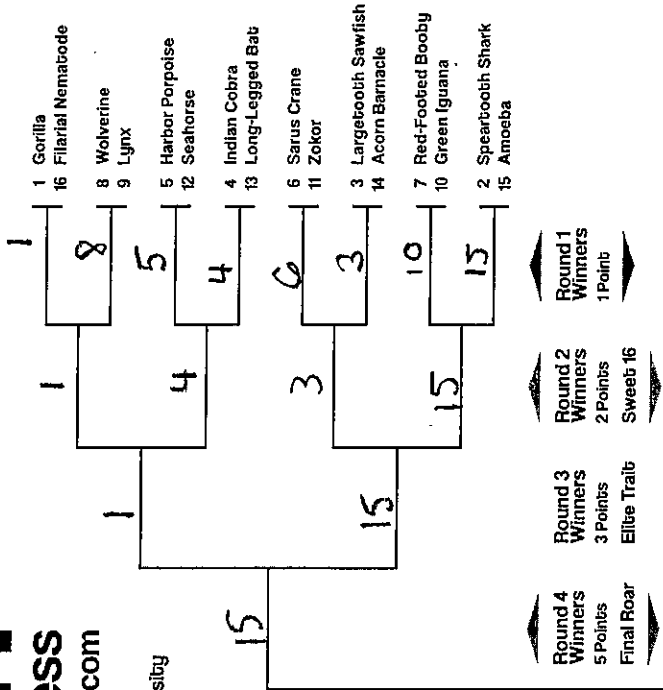 ess
com
sity
1 Gorilla
16 Filarial Nematode
8 Wolverine
9 Lynx
5 Harbor Porpoise
12 Seahorse
4 Indian Cobra
13 Long-Legged Bat
6 Sarus Crane
11 Zokor
3 Largetooth Sawfish
14 Acorn Barnacle
7 Red-Footed Booby
10 Green Iguana
2 Speartooth Shark
15 Amoeba
1
8
5
4
6
3
10
15
1
4
3
15
1
15
15
Round 4
Winners
5 Points
Final Roar
Round 3
Winners
3 Points
Elite Trait
Round 2
Winners
2 Points
Sweet 16
Round 1
Winners
1 Point